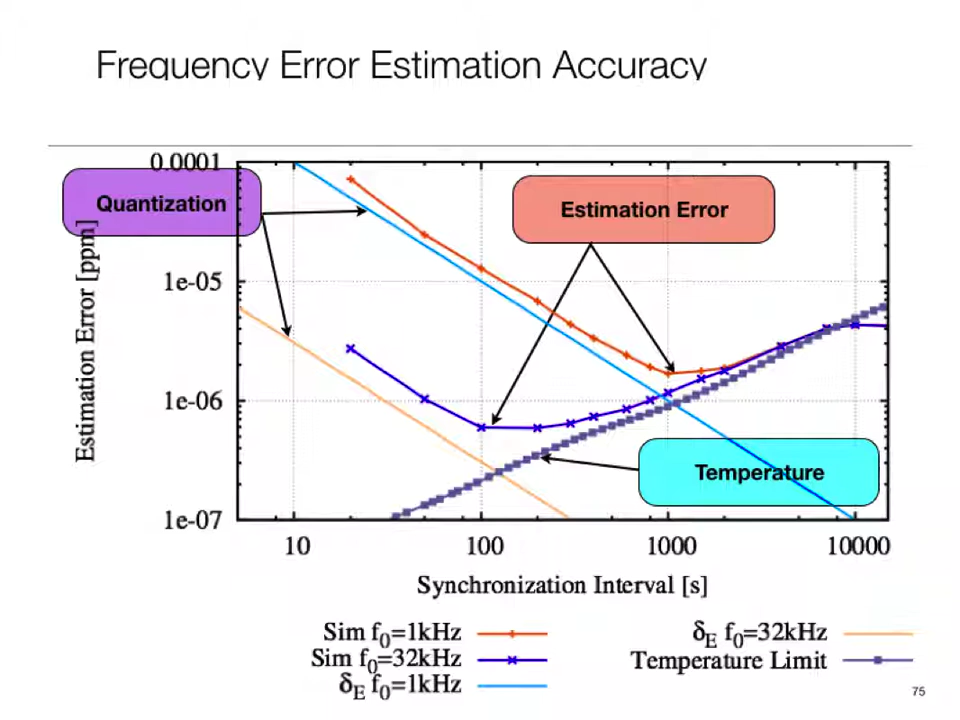 Frequency Error Estimation Accuracy
0.0001
Quantization
Estimation Error
Estimation Error [ppm]
1e-05
1e-06
Temperature
1e-07
10 100 1000 10000
Synchronization Interval [s]
Sim f0=1kHz
Sim f0=32kHz
δE f0=1kHz
δE f0=32kHz
Temperature Limit
75